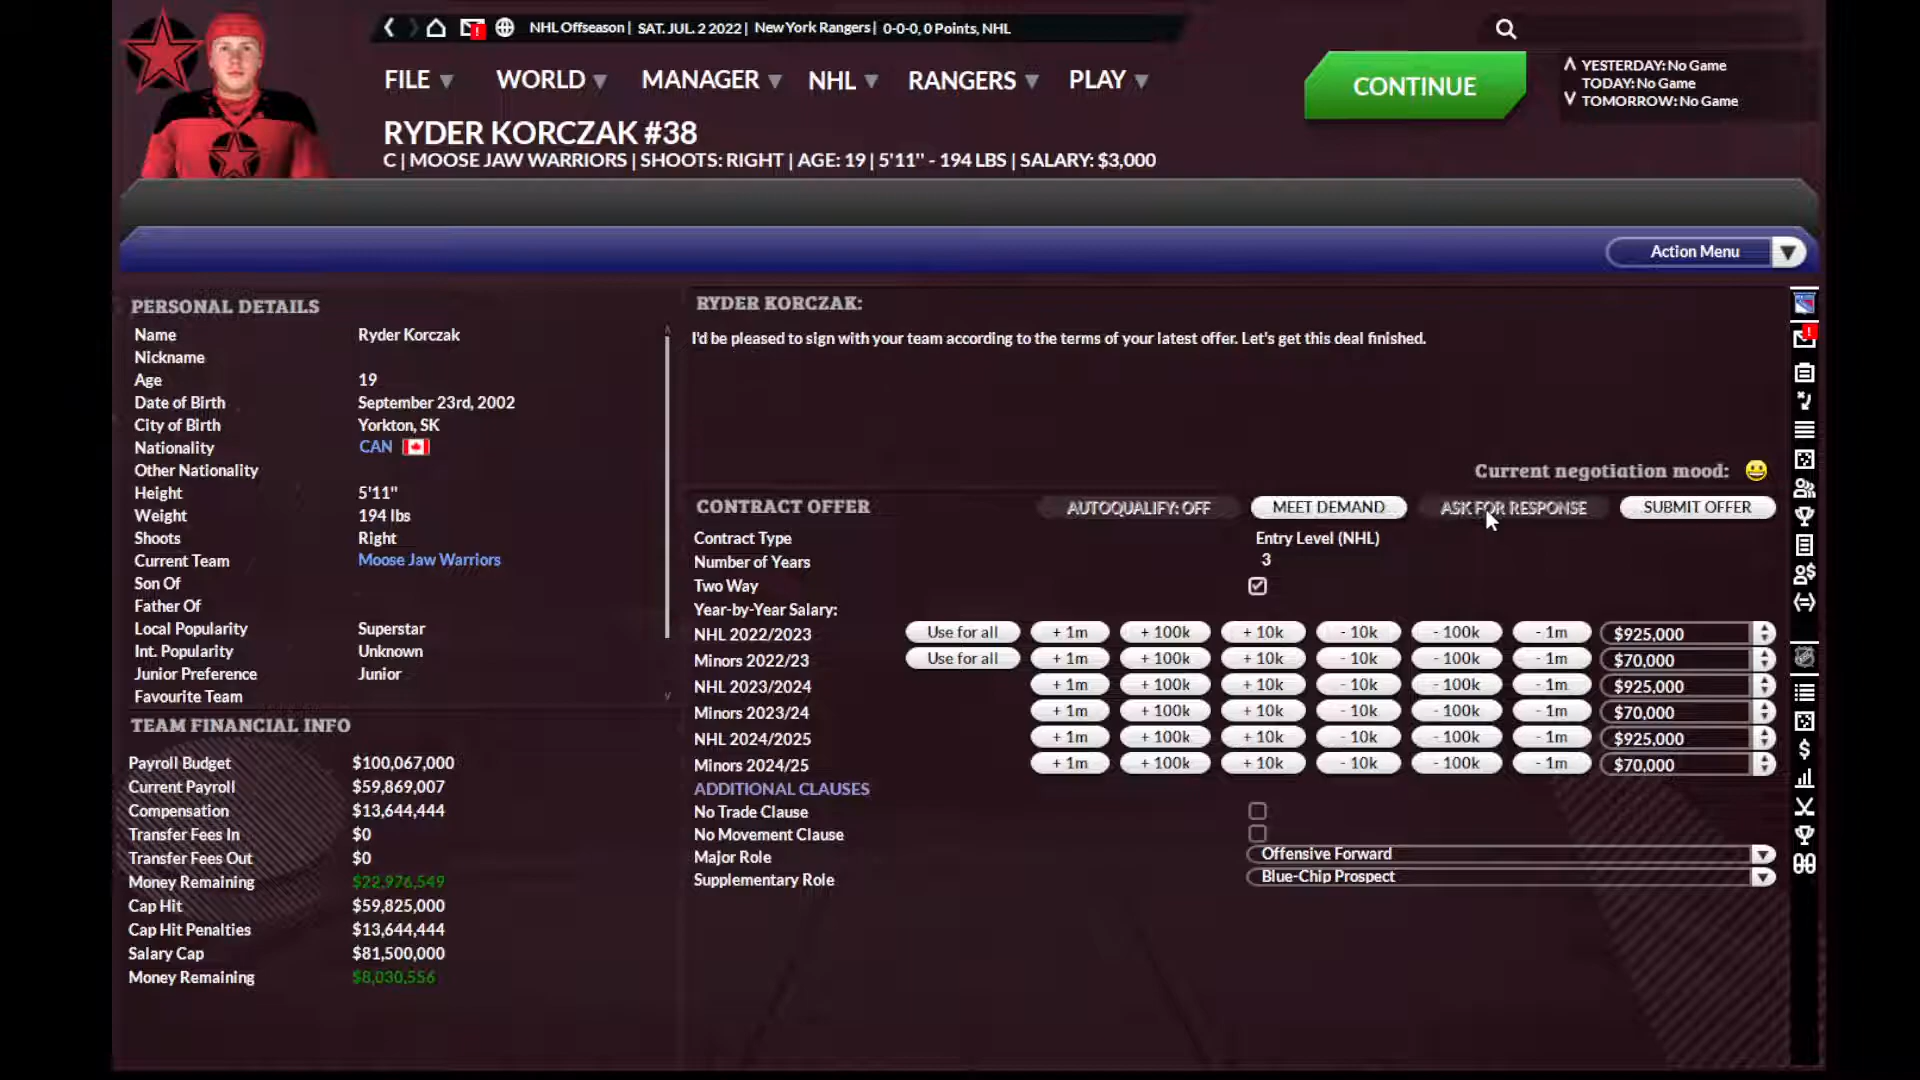 NHL Offseason | SAT. JUL. 2 2022 | New York Rangers | 0-0-0, 0 Points, NHL
FILE WORLD MANAGER NHL RANGERS PLAY
CONTINUE
YESTERDAY: No Game
TODAY: No Game
TOMORROW: No Game
RYDER KORCZAK #38
C | MOOSE JAW WARRIORS | SHOOTS: RIGHT | AGE: 19 | 5'11" - 194 LBS | SALARY: $3,000
Action Menu
PERSONAL DETAILS
Name Ryder Korczak
Nickname
Age 19
Date of Birth September 23rd, 2002
City of Birth Yorkton, SK
Nationality CAN
Other Nationality
Height 5'11"
Weight 194 lbs
Shoots Right
Current Team Moose Jaw Warriors
Son Of
Father Of
Local Popularity Superstar
Int. Popularity Unknown
Junior Preference Junior
Favourite Team
TEAM FINANCIAL INFO
Payroll Budget $100,067,000
Current Payroll $59,869,007
Compensation $13,644,444
Transfer Fees In $0
Transfer Fees Out $0
Money Remaining $22,976,549
Cap Hit $59,825,000
Cap Hit Penalties $13,644,444
Salary Cap $81,500,000
Money Remaining $8,030,556
RYDER KORCZAK:
I'd be pleased to sign with your team according to the terms of your latest offer. Let's get this deal finished.
Current negotiation mood:
CONTRACT OFFER AUTOQUALIFY: OFF MEET DEMAND ASK FOR RESPONSE SUBMIT OFFER
Contract Type Entry Level (NHL)
Number of Years 3
Two Way
Year-by-Year Salary:
NHL 2022/2023 Use for all + 1m + 100k + 10k - 10k - 100k - 1m $925,000
Minors 2022/23 Use for all + 1m + 100k + 10k - 10k - 100k - 1m $70,000
NHL 2023/2024 + 1m + 100k + 10k - 10k - 100k - 1m $925,000
Minors 2023/24 + 1m + 100k + 10k - 10k - 100k - 1m $70,000
NHL 2024/2025 + 1m + 100k + 10k - 10k - 100k - 1m $925,000
Minors 2024/25 + 1m + 100k + 10k - 10k - 100k - 1m $70,000
ADDITIONAL CLAUSES
No Trade Clause
No Movement Clause
Major Role Offensive Forward
Supplementary Role Blue-Chip Prospect